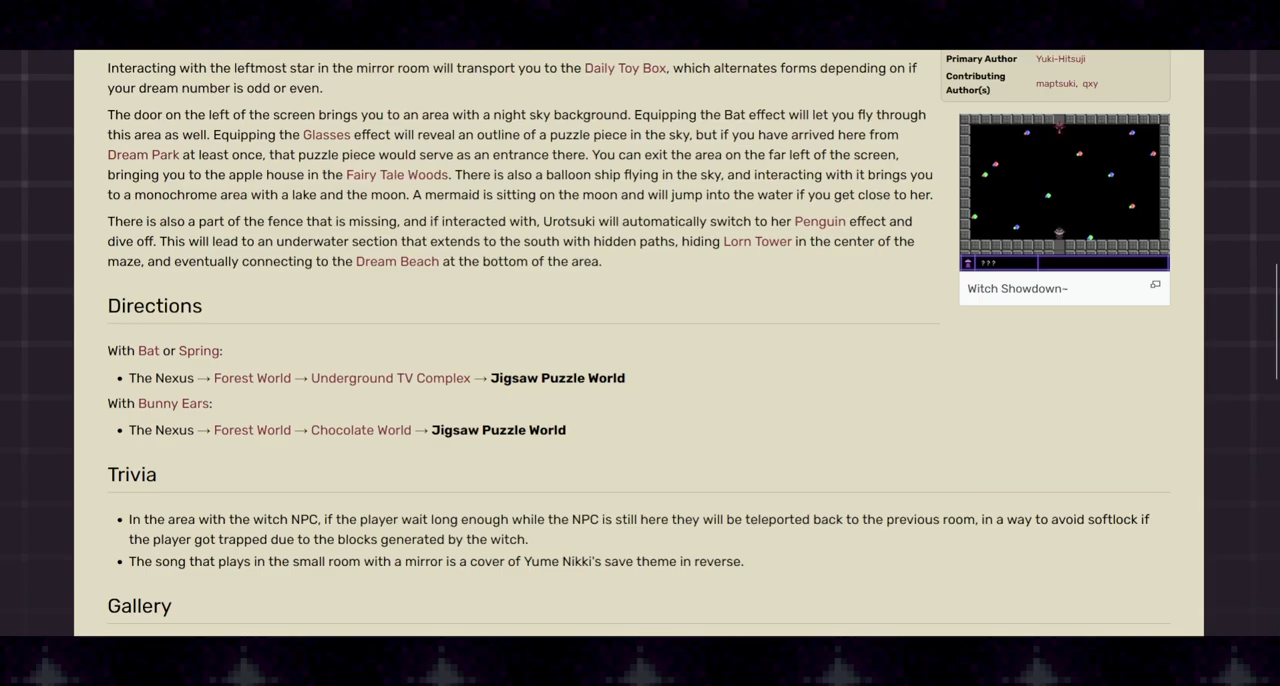 Interacting with the leftmost star in the mirror room will transport you to the Daily Toy Box, which alternates forms depending on if
your dream number is odd or even.
The door on the left of the screen brings you to an area with a night sky background. Equipping the Bat effect will let you fly through
this area as well. Equipping the Glasses effect will reveal an outline of a puzzle piece in the sky, but if you have arrived here from
Dream Park at least once, that puzzle piece would serve as an entrance there. You can exit the area on the far left of the screen,
bringing you to the apple house in the Fairy Tale Woods. There is also a balloon ship flying in the sky, and interacting with it brings you
to a monochrome area with a lake and the moon. A mermaid is sitting on the moon and will jump into the water if you get close to her.
There is also a part of the fence that is missing, and if interacted with, Urotsuki will automatically switch to her Penguin effect and
dive off. This will lead to an underwater section that extends to the south with hidden paths, hiding Lorn Tower in the center of the
maze, and eventually connecting to the Dream Beach at the bottom of the area.
Primary Author Yuki-Hitsuji
Contributing
Author(s) maptsuki, qxy
???
Witch Showdown~
Directions
With Bat or Spring:
• The Nexus → Forest World → Underground TV Complex → Jigsaw Puzzle World
With Bunny Ears:
• The Nexus → Forest World → Chocolate World → Jigsaw Puzzle World
Trivia
• In the area with the witch NPC, if the player wait long enough while the NPC is still here they will be teleported back to the previous room, in a way to avoid softlock if
the player got trapped due to the blocks generated by the witch.
• The song that plays in the small room with a mirror is a cover of Yume Nikki's save theme in reverse.
Gallery